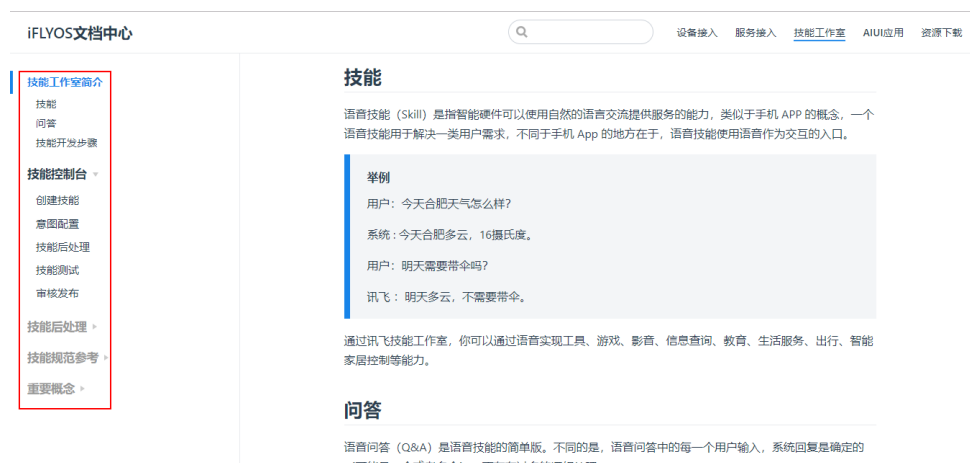 iFLYOS文档中心
设备接入 服务接入 技能工作室 AIUI应用 资源下载
技能工作室简介
技能
问答
技能开发步骤
技能控制台
创建技能
意图配置
技能后处理
技能测试
审核发布
技能后处理
技能规范参考
重要概念
技能
语音技能（Skill）是指智能硬件可以使用自然的语言交流提供服务的能力，类似于手机 APP 的概念，一个
语音技能用于解决一类用户需求，不同于手机 App 的地方在于，语音技能使用语音作为交互的入口。
举例
用户：今天合肥天气怎么样?
系统 : 今天合肥多云，16摄氏度。
用户：明天需要带伞吗?
讯飞 ：明天多云，不需要带伞。
通过讯飞技能工作室，你可以通过语音实现工具、游戏、影音、信息查询、教育、生活服务、出行、智能
家居控制等能力。
问答
语音问答（Q&A）是语音技能的简单版。不同的是，语音问答中的每一个用户输入，系统回复是确定的